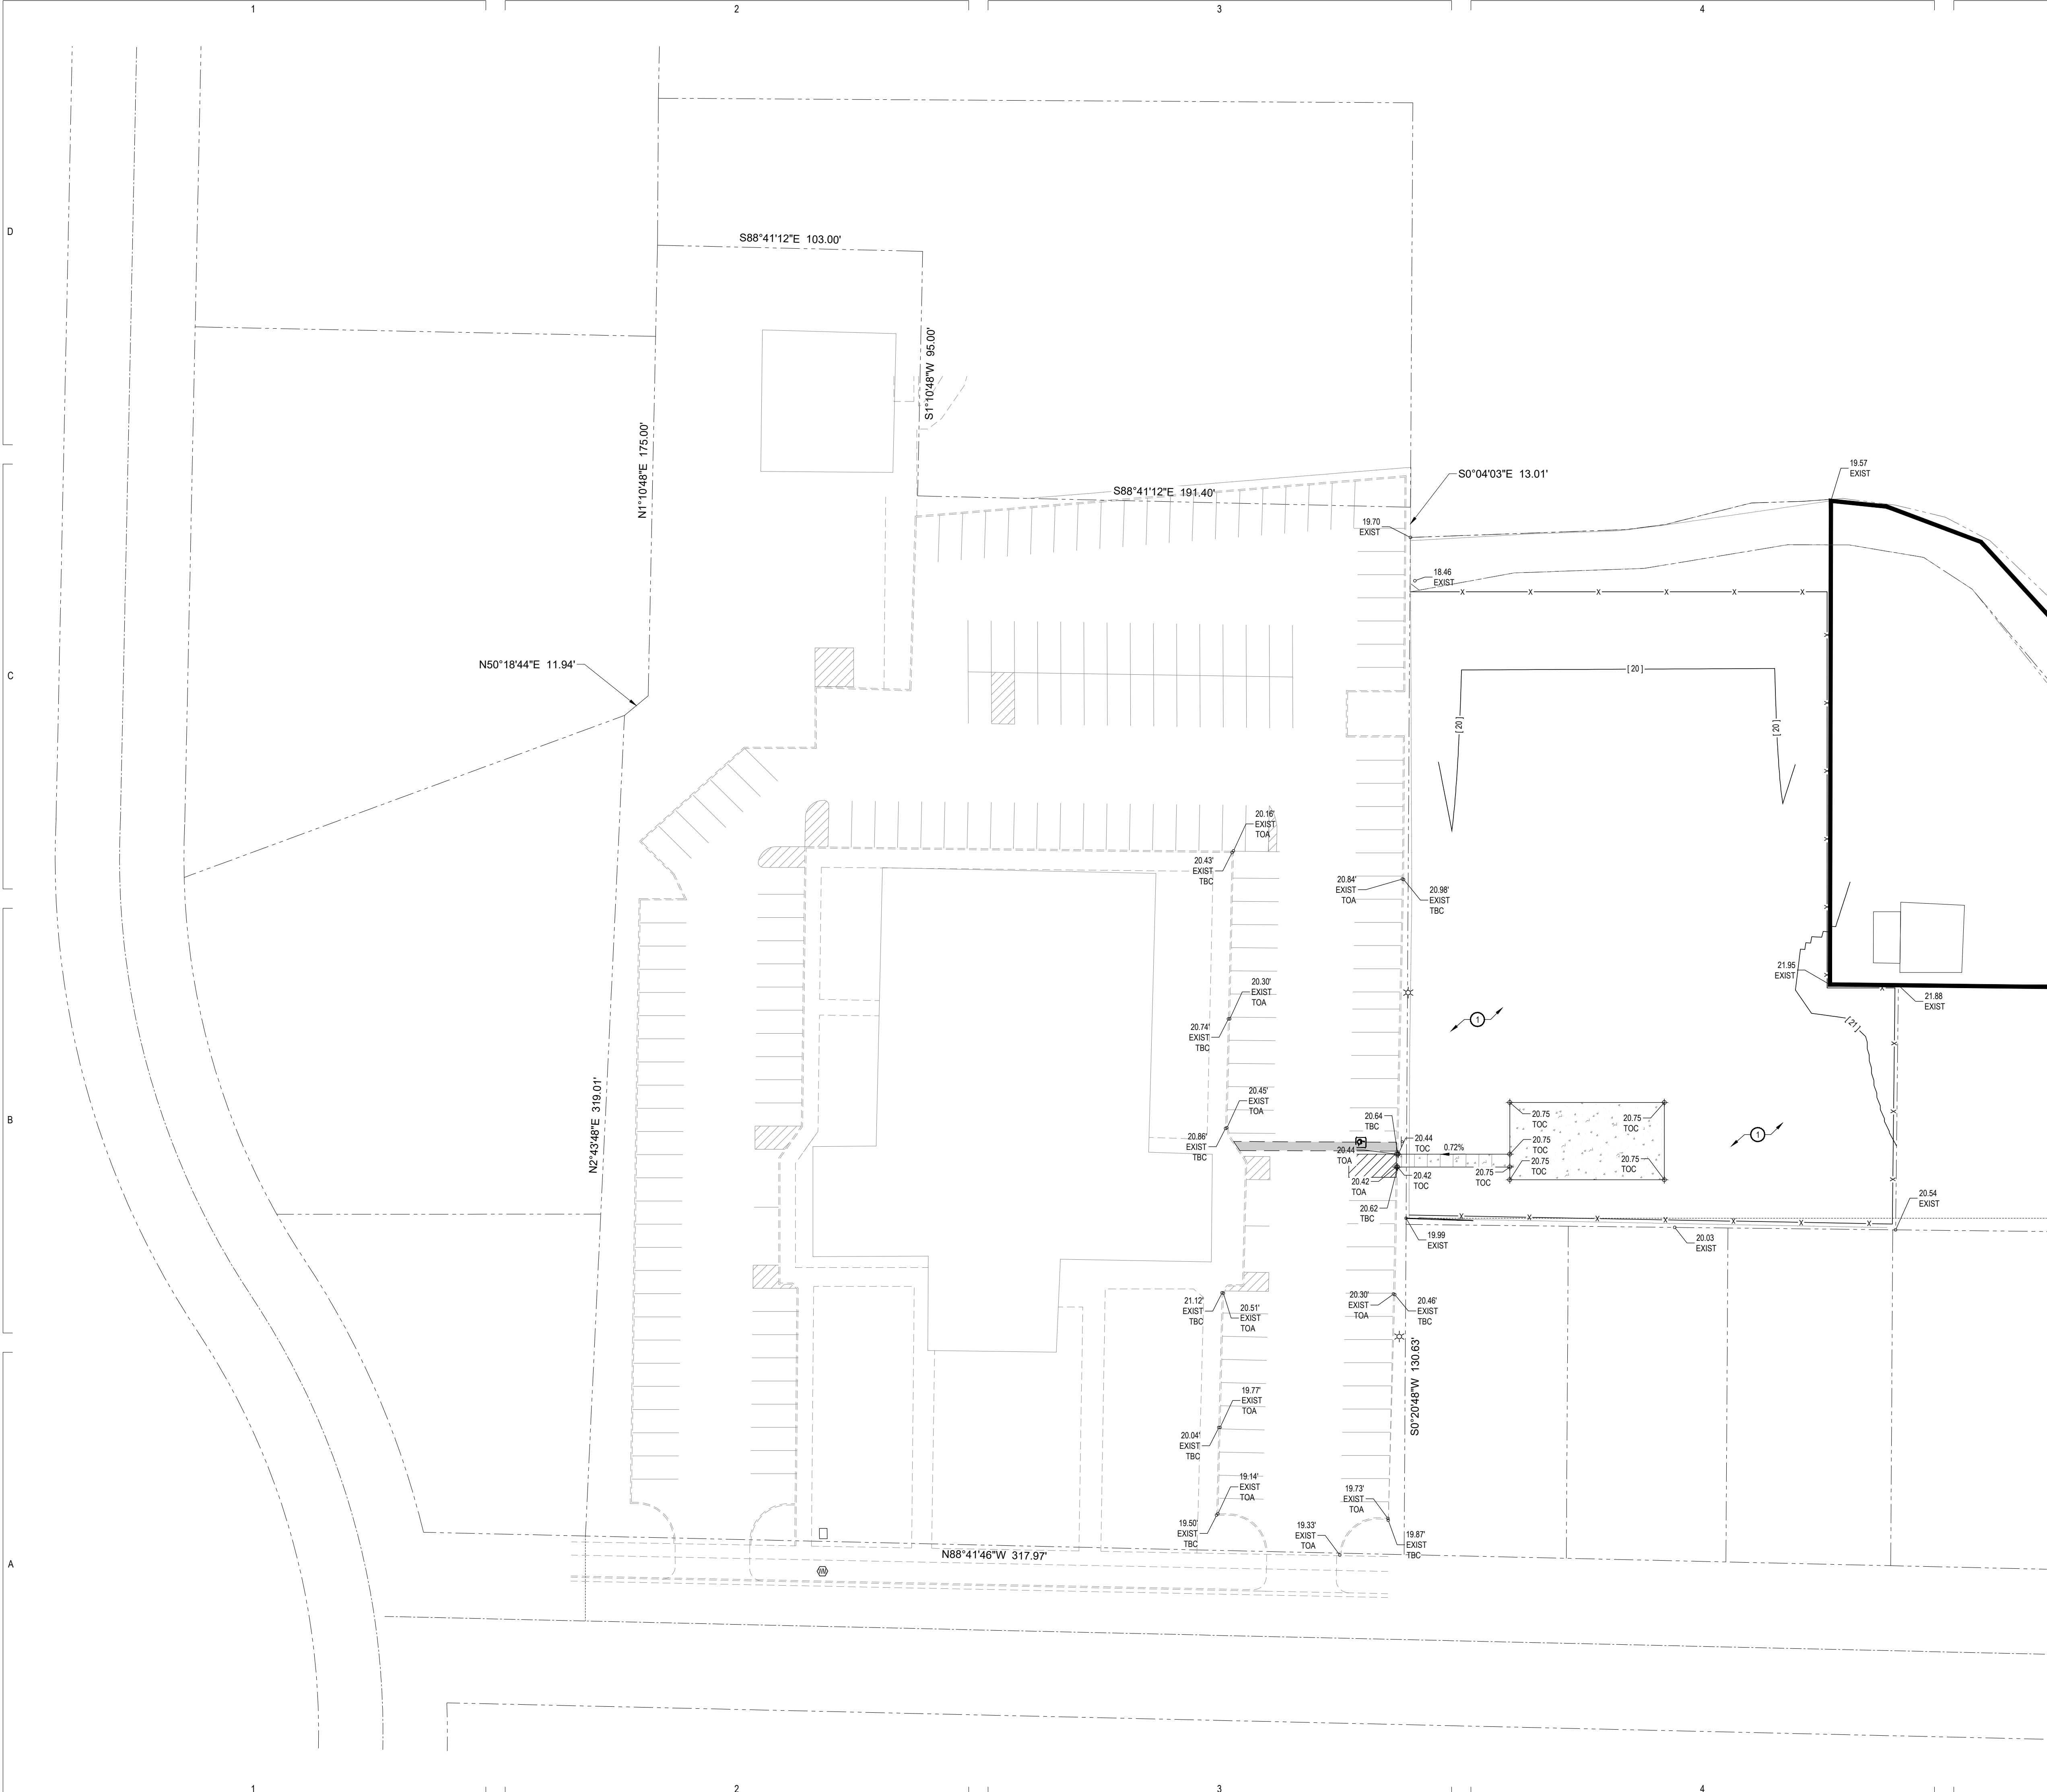 1
2
3
4
D
S88°41'12"E 103.00'
S1°10'48"W 95.00'
N1°10'48"E 175.00'
S88°41'12"E 191.40'
S0°04'03"E 13.01'
19.57
EXIST
19.70
EXIST
18.46
EXIST
C
N50°18'44"E 11.94'
[ 20 ]
[ 20 ]
[ 20 ]
20.16'
EXIST
TOA
20.43'
EXIST
TBC
20.84'
EXIST
TOA
20.98'
EXIST
TBC
21.95
EXIST
21.88
EXIST
[ 21 ]
20.30'
EXIST
TOA
20.74'
EXIST
TBC
1
1
B
N2°43'48"E 319.01'
20.45'
EXIST
TOA
20.86'
EXIST
TBC
20.64
TBC
20.44
TOC
20.44
TOA
0.72%
20.75
TOC
20.75
TOC
20.75
TOC
20.75
TOC
20.75
TOC
20.75
TOC
20.42
TOA
20.42
TOC
20.62
TBC
20.54
EXIST
19.99
EXIST
20.03
EXIST
21.12'
EXIST
TBC
20.51'
EXIST
TOA
20.30'
EXIST
TOA
20.46'
EXIST
TBC
S0°20'48"W 130.63'
19.77'
EXIST
TOA
20.04'
EXIST
TBC
19.14'
EXIST
TOA
19.50'
EXIST
TBC
19.73'
EXIST
TOA
19.33'
EXIST
TOA
19.87'
EXIST
TBC
A
N88°41'46"W 317.97'
W
1
2
3
4